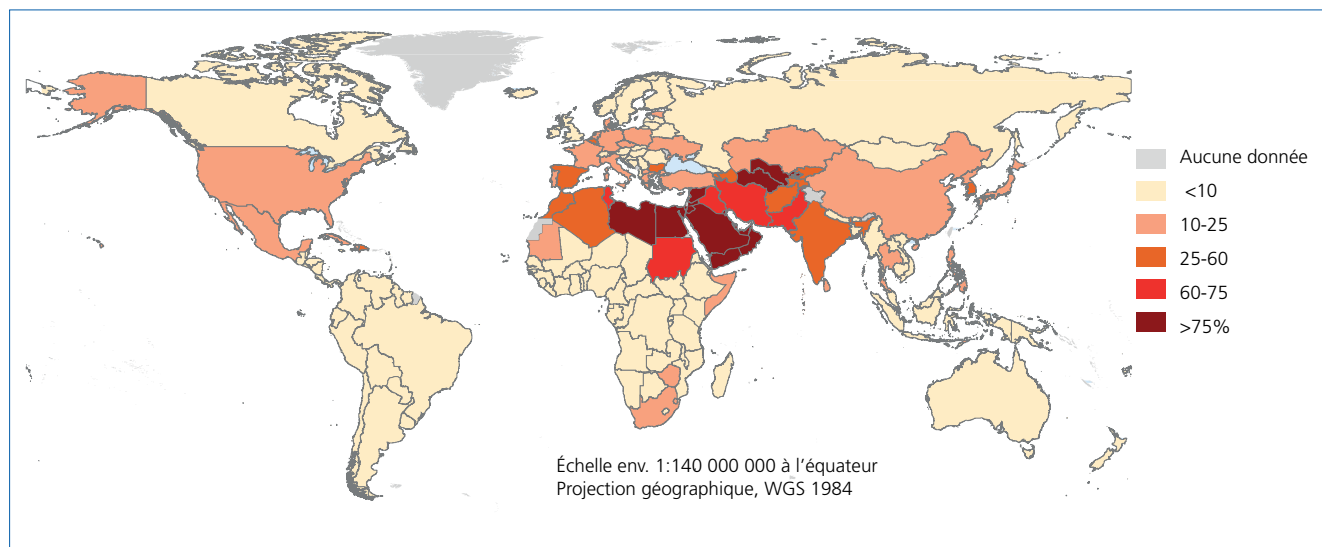 Aucune donnée
<10
10-25
25-60
60-75
>75%
Échelle env. 1:140 000 000 à l’équateur
Projection géographique, WGS 1984